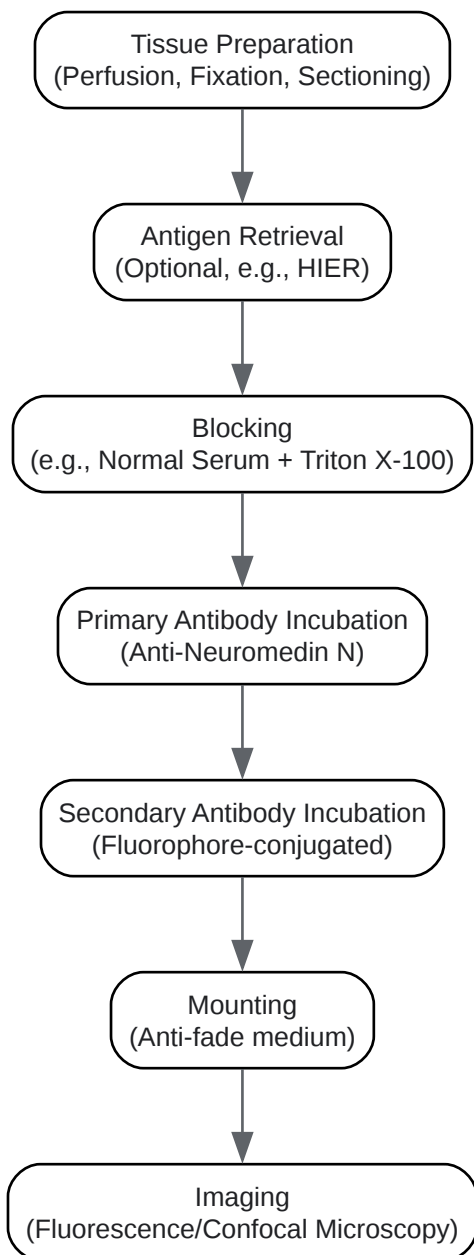 Tissue Preparation
(Perfusion, Fixation, Sectioning)
Antigen Retrieval
(Optional, e.g., HIER)
Blocking
(e.g., Normal Serum + Triton X-100)
Primary Antibody Incubation
(Anti-Neuromedin N)
Secondary Antibody Incubation
(Fluorophore-conjugated)
Mounting
(Anti-fade medium)
Imaging
(Fluorescence/Confocal Microscopy)